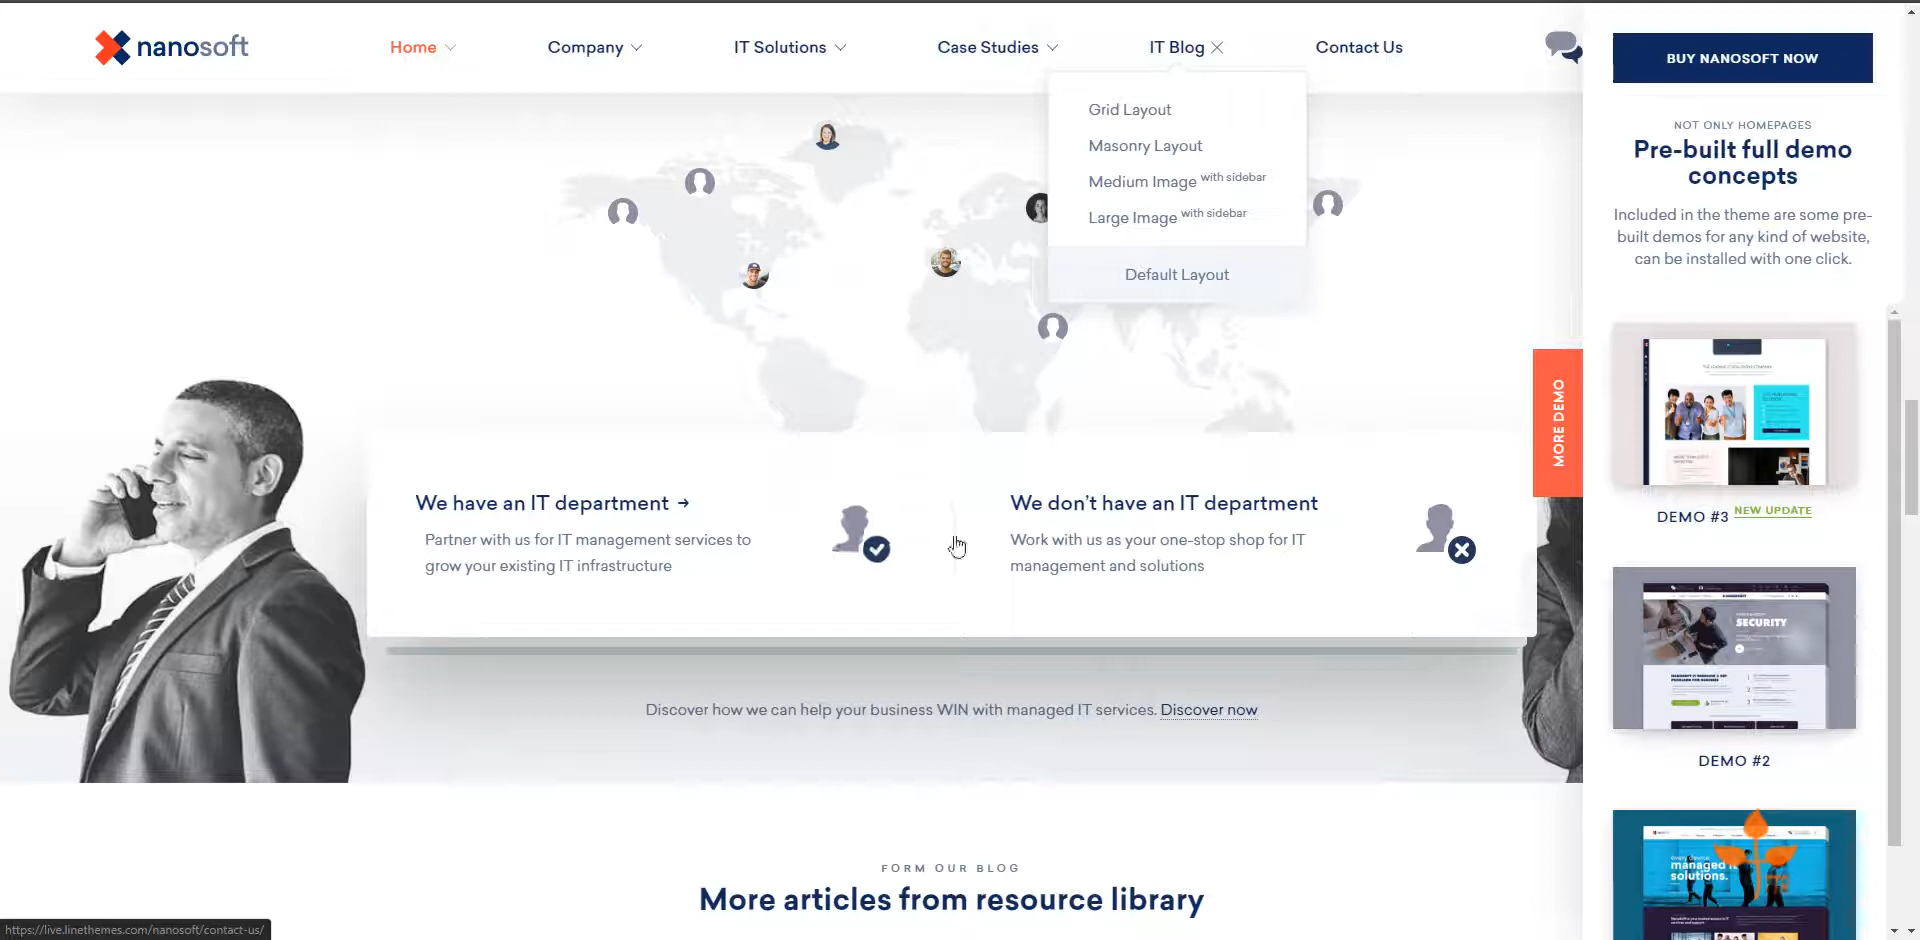 nanosoft
Home
Company
IT Solutions
Case Studies
IT Blog
Contact Us
Grid Layout
Masonry Layout
Medium Image with sidebar
Large Image with sidebar
Default Layout
We have an IT department →
Partner with us for IT management services to
grow your existing IT infrastructure
We don’t have an IT department
Work with us as your one-stop shop for IT
management and solutions
Discover how we can help your business WIN with managed IT services. Discover now
FORM OUR BLOG
More articles from resource library
MORE DEMO
BUY NANOSOFT NOW
NOT ONLY HOMEPAGES
Pre-built full demo
concepts
Included in the theme are some pre-
built demos for any kind of website,
can be installed with one click.
DEMO #3 NEW UPDATE
SECURITY
DEMO #2
managed
solutions.
https://live.linethemes.com/nanosoft/contact-us/